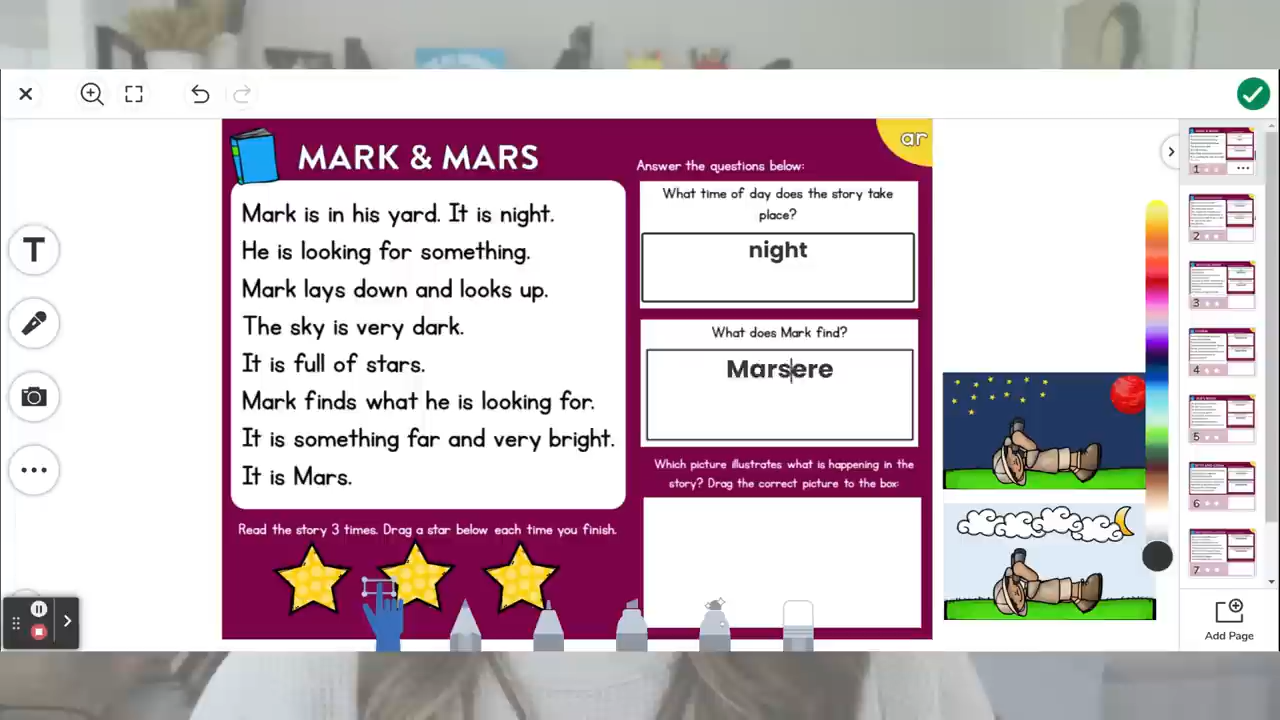 ar
MARK & MARS
Mark is in his yard. It is night.
He is looking for something.
Mark lays down and looks up.
The sky is very dark.
It is full of stars.
Mark finds what he is looking for.
It is something far and very bright.
It is Mars.
Read the story 3 times. Drag a star below each time you finish.
Answer the questions below:
What time of day does the story take
place?
night
What does Mark find?
Marsere
Which picture illustrates what is happening in the
story? Drag the correct picture to the box:
T
1
2
3
4
5
6
7
Add Page